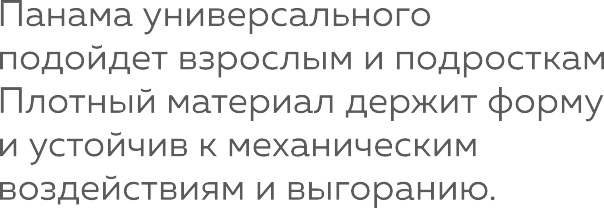 Панама универсального
подойдет взрослым и подросткам
Плотный материал держит форму
и устойчив к механическим
воздействиям и выгоранию.